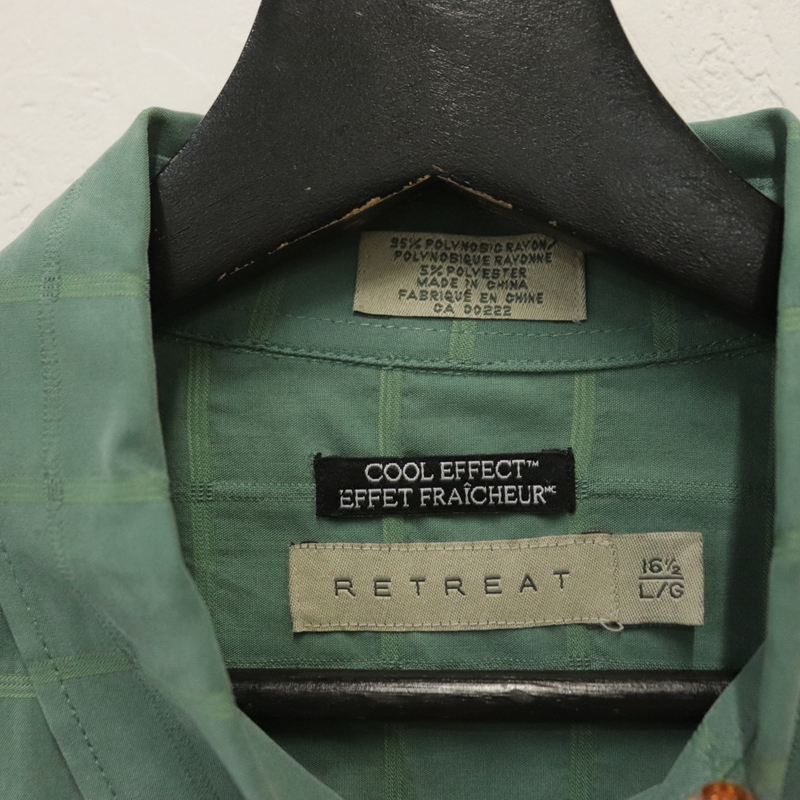 95% POLYNOSIC RAYON/
POLYNOSIQUE RAYONNE
5% POLYESTER
MADE IN CHINA
FABRIQUÉ EN CHINE
CA 00222
COOL EFFECT™
EFFET FRAÎCHEUR MC
RETREAT
16½
L/G